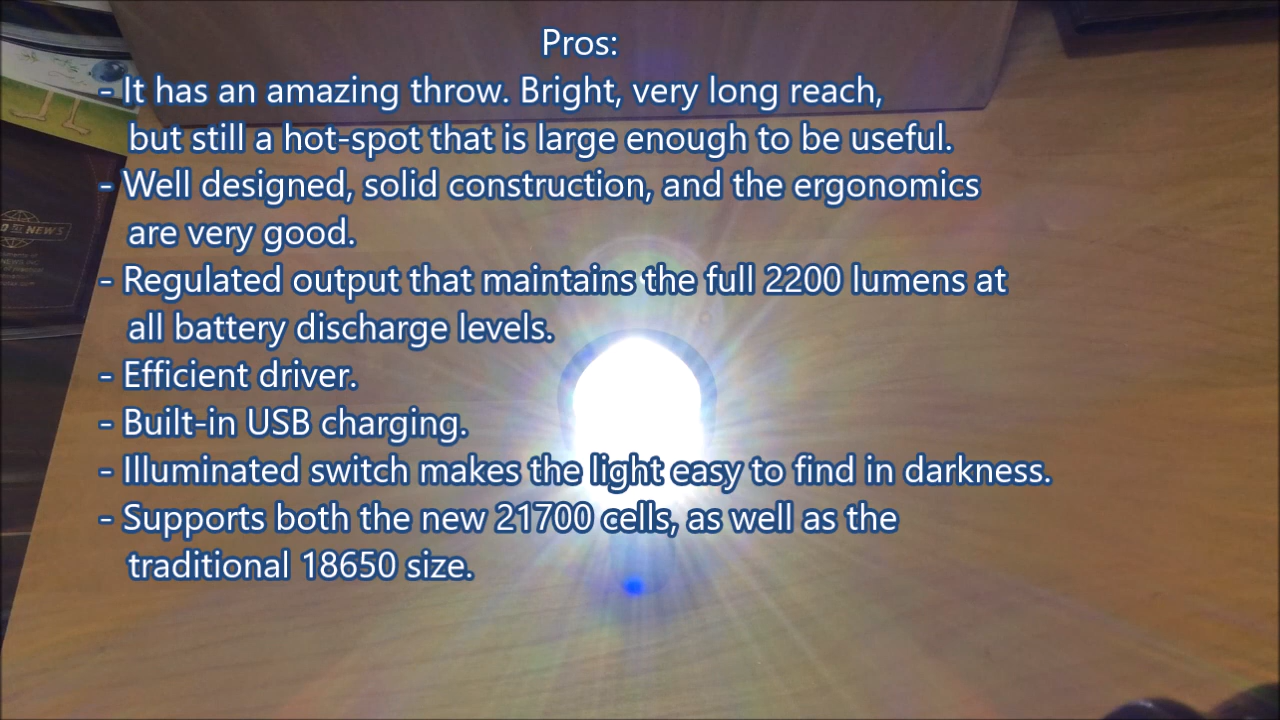 Pros:
- It has an amazing throw. Bright, very long reach,
but still a hot-spot that is large enough to be useful.
- Well designed, solid construction, and the ergonomics
are very good.
- Regulated output that maintains the full 2200 lumens at
all battery discharge levels.
- Efficient driver.
- Built-in USB charging.
- Illuminated switch makes the light easy to find in darkness.
- Supports both the new 21700 cells, as well as the
traditional 18650 size.
NEWS